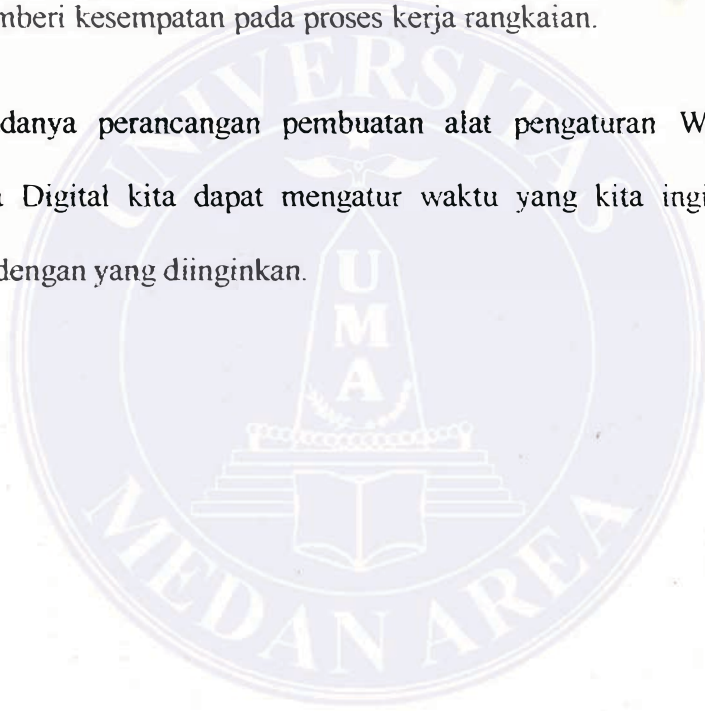 mberi kesempatan pada proses kerja rangkaian.
danya perancangan pembuatan alat pengaturan W
Digital kita dapat mengatur waktu yang kita ingi
dengan yang diinginkan.
UNIVERSITAS
UMA
MEDAN AREA